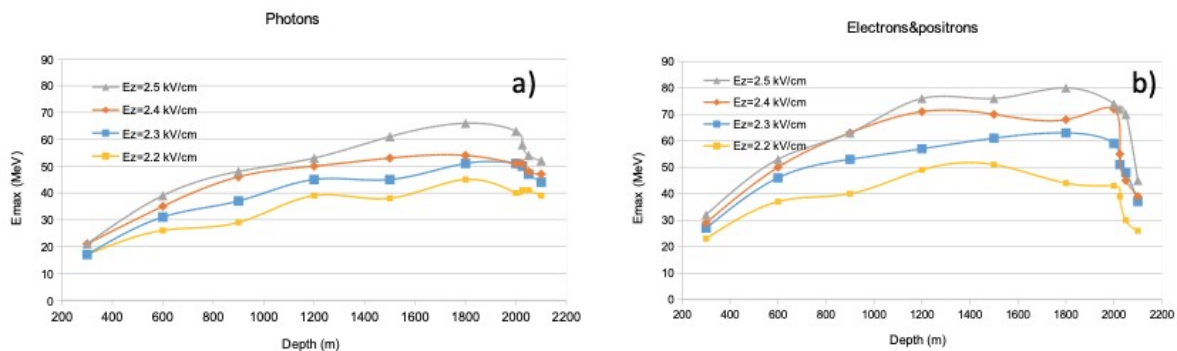 Photons
a)
90
80
70
60
50
40
30
20
10
0
Emax (MeV)
Ez=2.5 kV/cm
Ez=2.4 kV/cm
Ez=2.3 kV/cm
Ez=2.2 kV/cm
200 400 600 800 1000 1200 1400 1600 1800 2000 2200
Depth (m)
Electrons&positrons
b)
90
80
70
60
50
40
30
20
10
0
Emax (MeV)
Ez=2.5 kV/cm
Ez=2.4 kV/cm
Ez=2.3 kV/cm
Ez=2.2 kV/cm
200 400 600 800 1000 1200 1400 1600 1800 2000 2200
Depth (m)